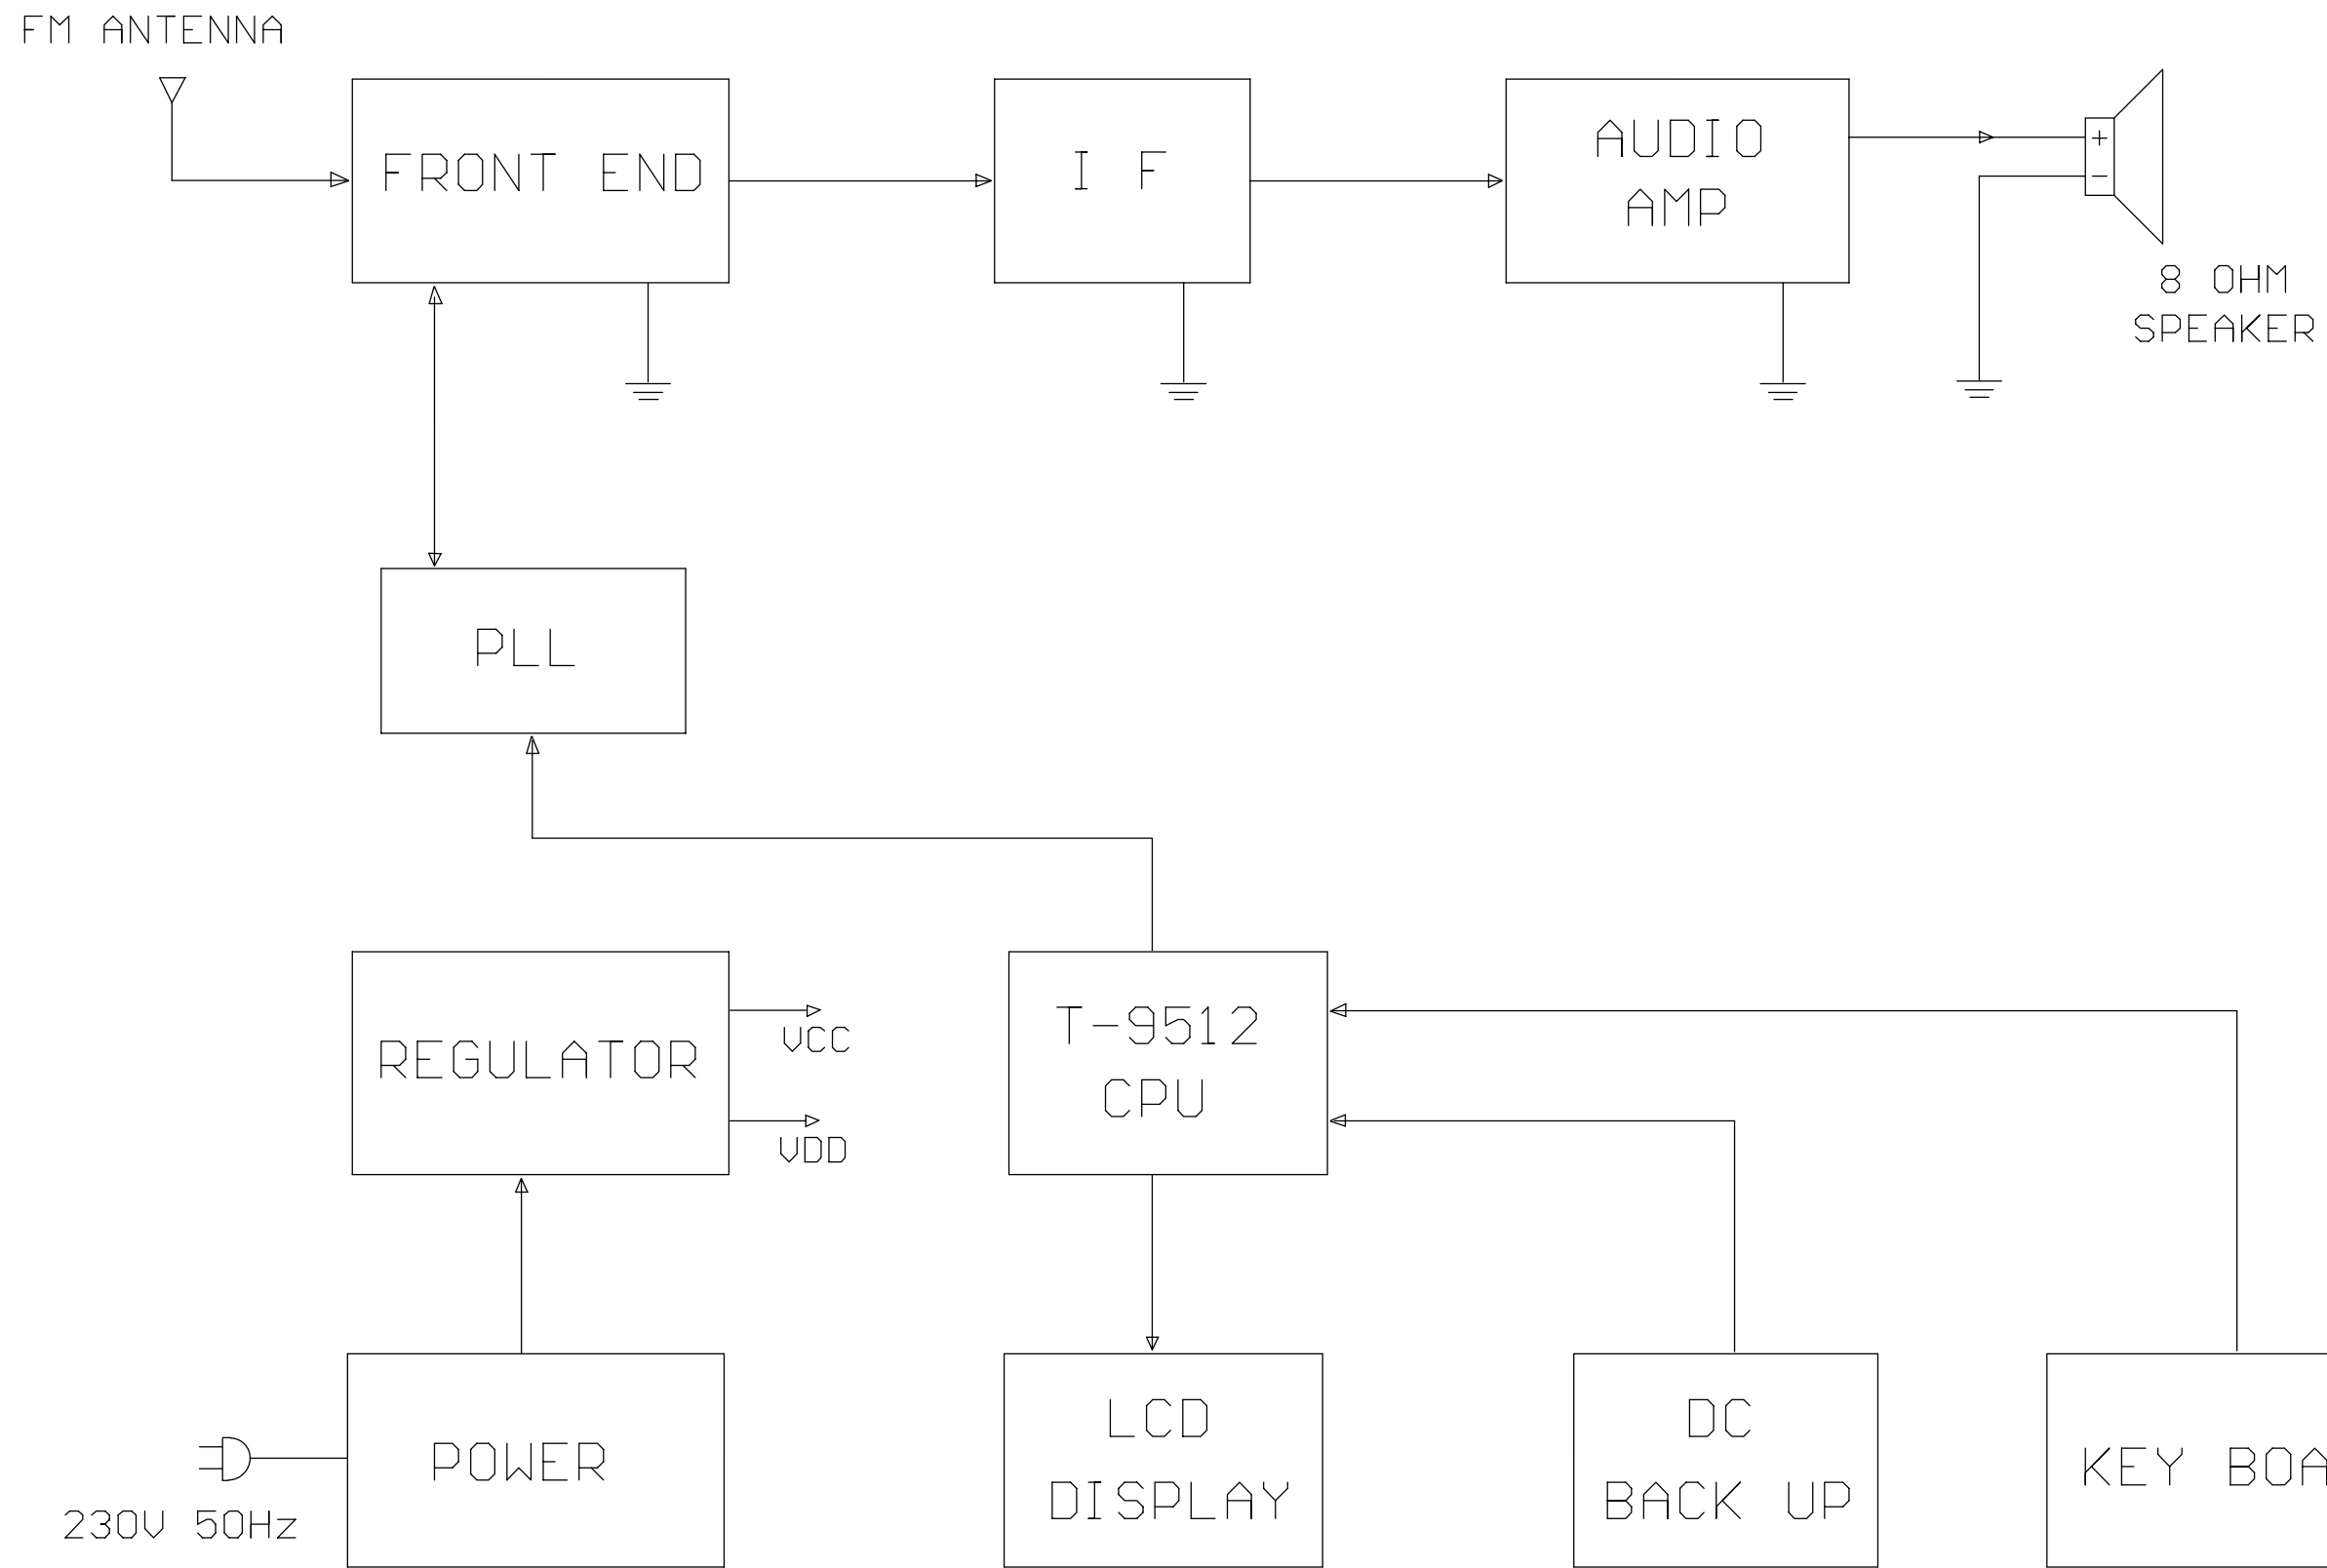 FM ANTENNA
FRONT END
I F
AUDIO
AMP
+
-
8 OHM
SPEAKER
PLL
REGULATOR
VCC
VDD
T-9512
CPU
POWER
230V 50Hz
LCD
DISPLAY
DC
BACK UP
KEY